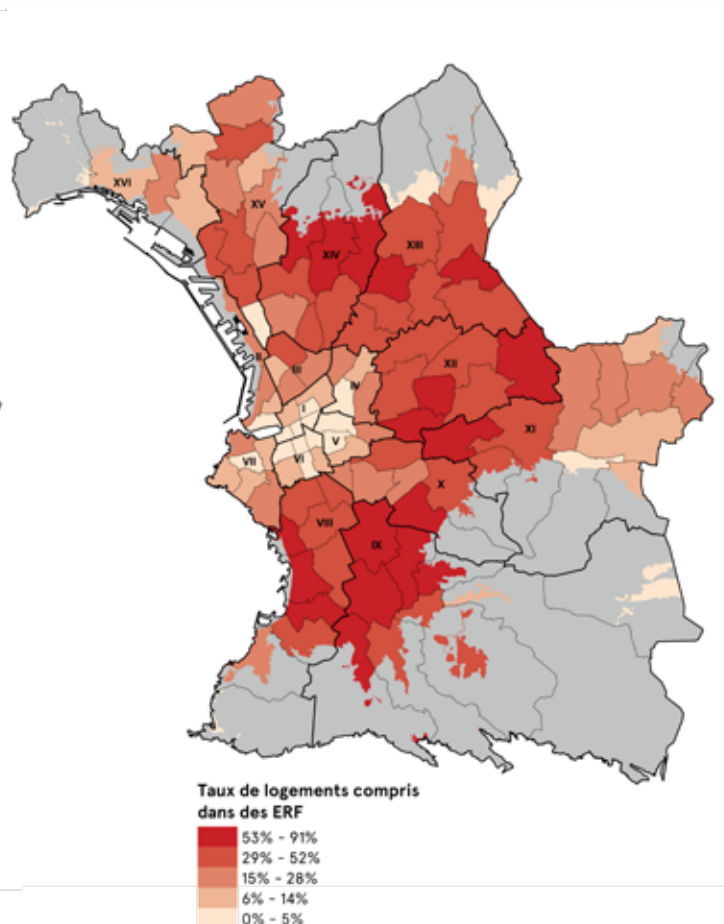 XVI
XV
XIV
XIII
II
III
XII
IV
I
XI
V
VI
VII
X
VIII
IX
Taux de logements compris
dans des ERF
53% - 91%
29% - 52%
15% - 28%
6% - 14%
0% - 5%